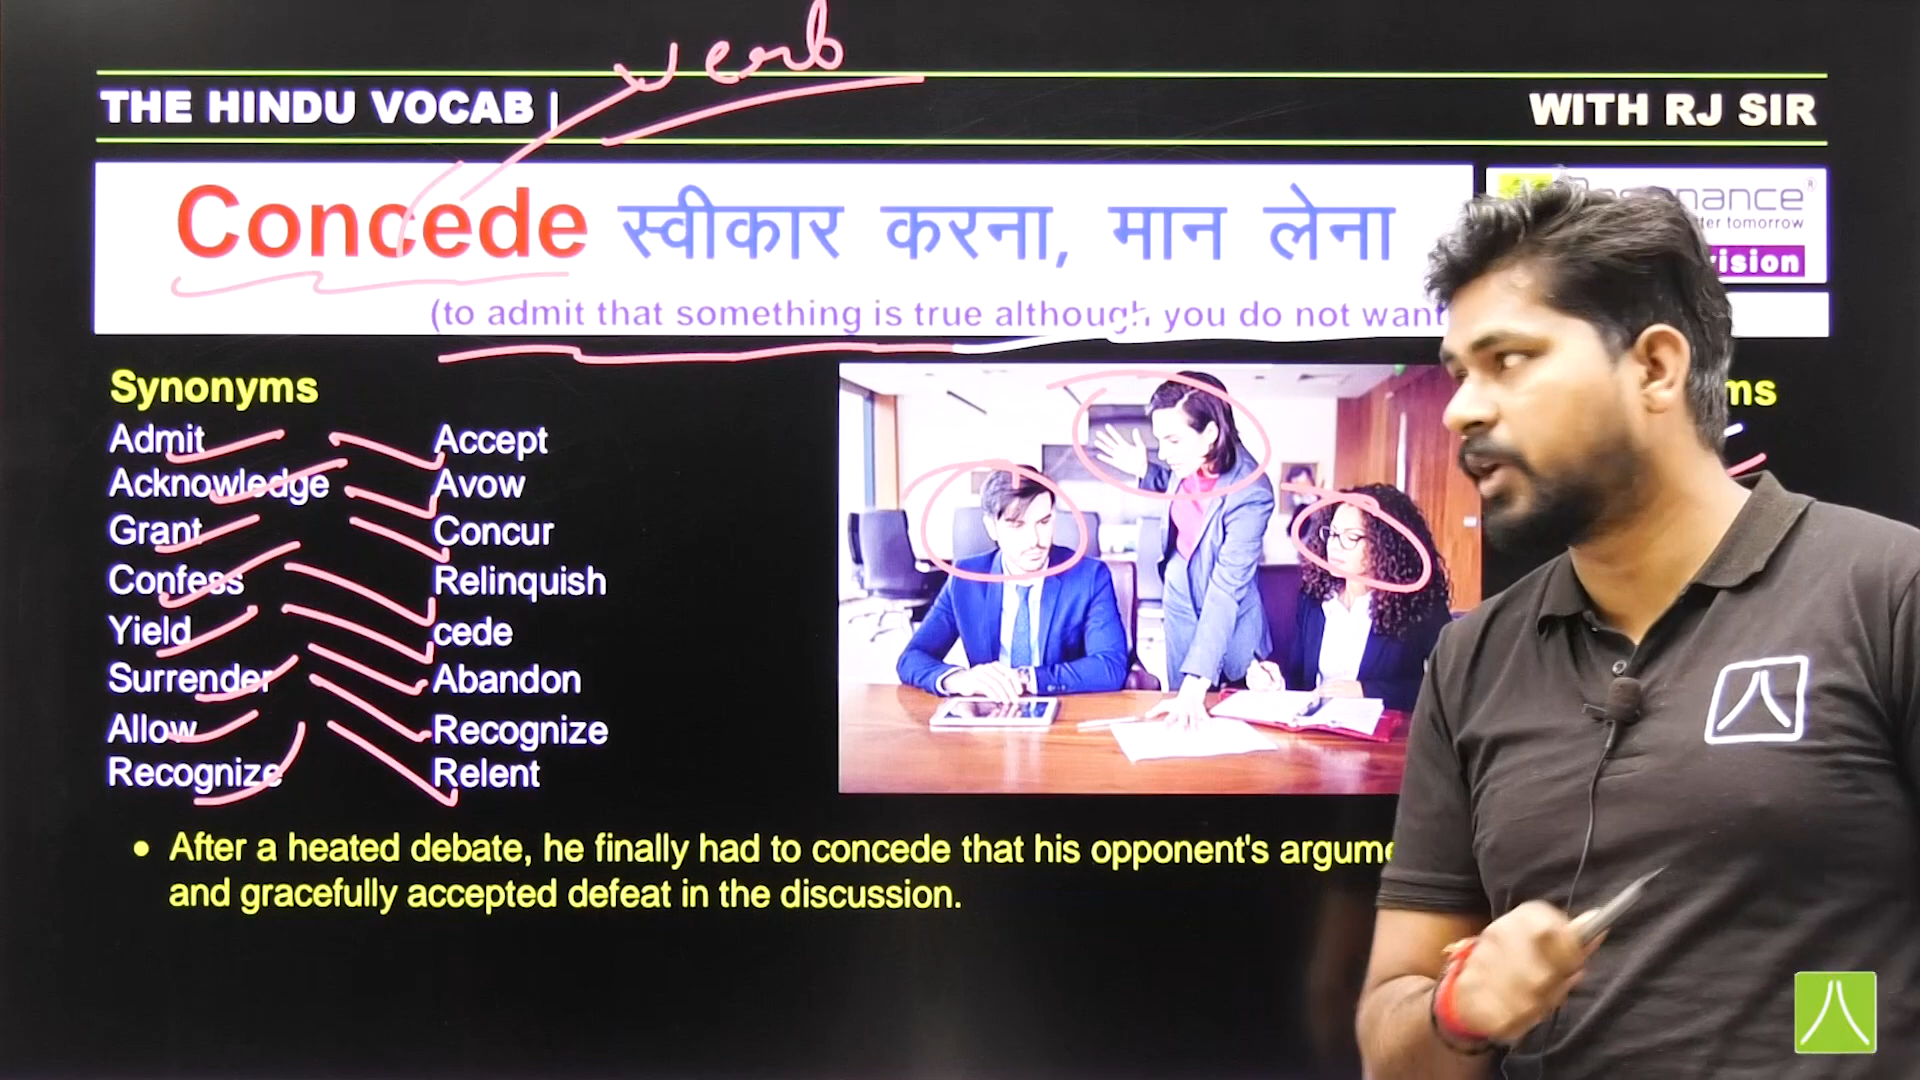 verb
THE HINDU VOCAB |
WITH RJ SIR
Concede स्वीकार करना, मान लेना
(to admit that something is true although you do not want
ter tomorrow
Synonyms
Admit
Accept
Acknowledge
Avow
Grant
Concur
Confess
Relinquish
Yield
cede
Surrender
Abandon
Allow
Recognize
Recognize
Relent
• After a heated debate, he finally had to concede that his opponent's
and gracefully accepted defeat in the discussion.